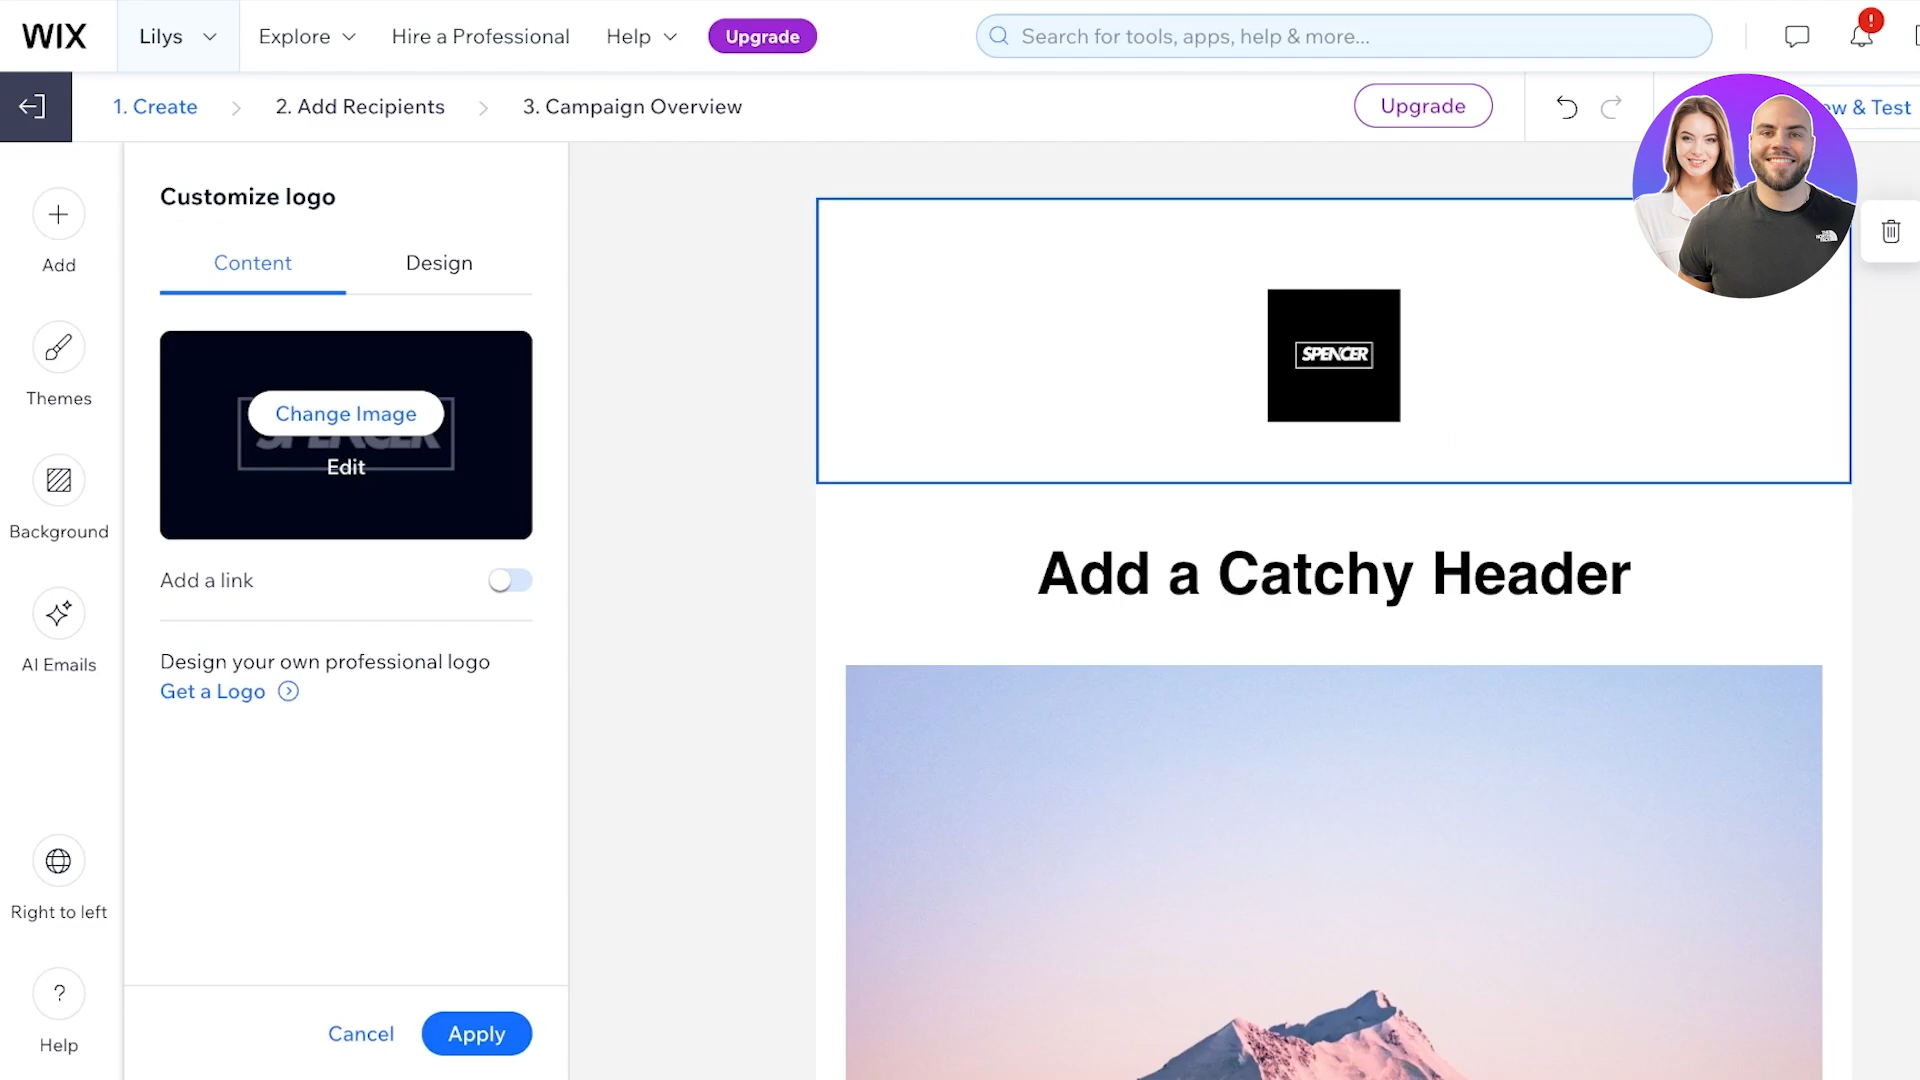 WIX
Lilys
Explore
Hire a Professional
Help
Upgrade
Search for tools, apps, help & more...
!
1. Create
2. Add Recipients
3. Campaign Overview
Upgrade
& Test
Add
Themes
Background
AI Emails
Right to left
?
Help
Customize logo
Content
Design
Change Image
SPENCER
Edit
Add a link
Design your own professional logo
Get a Logo
Cancel
Apply
SPENCER
Add a Catchy Header